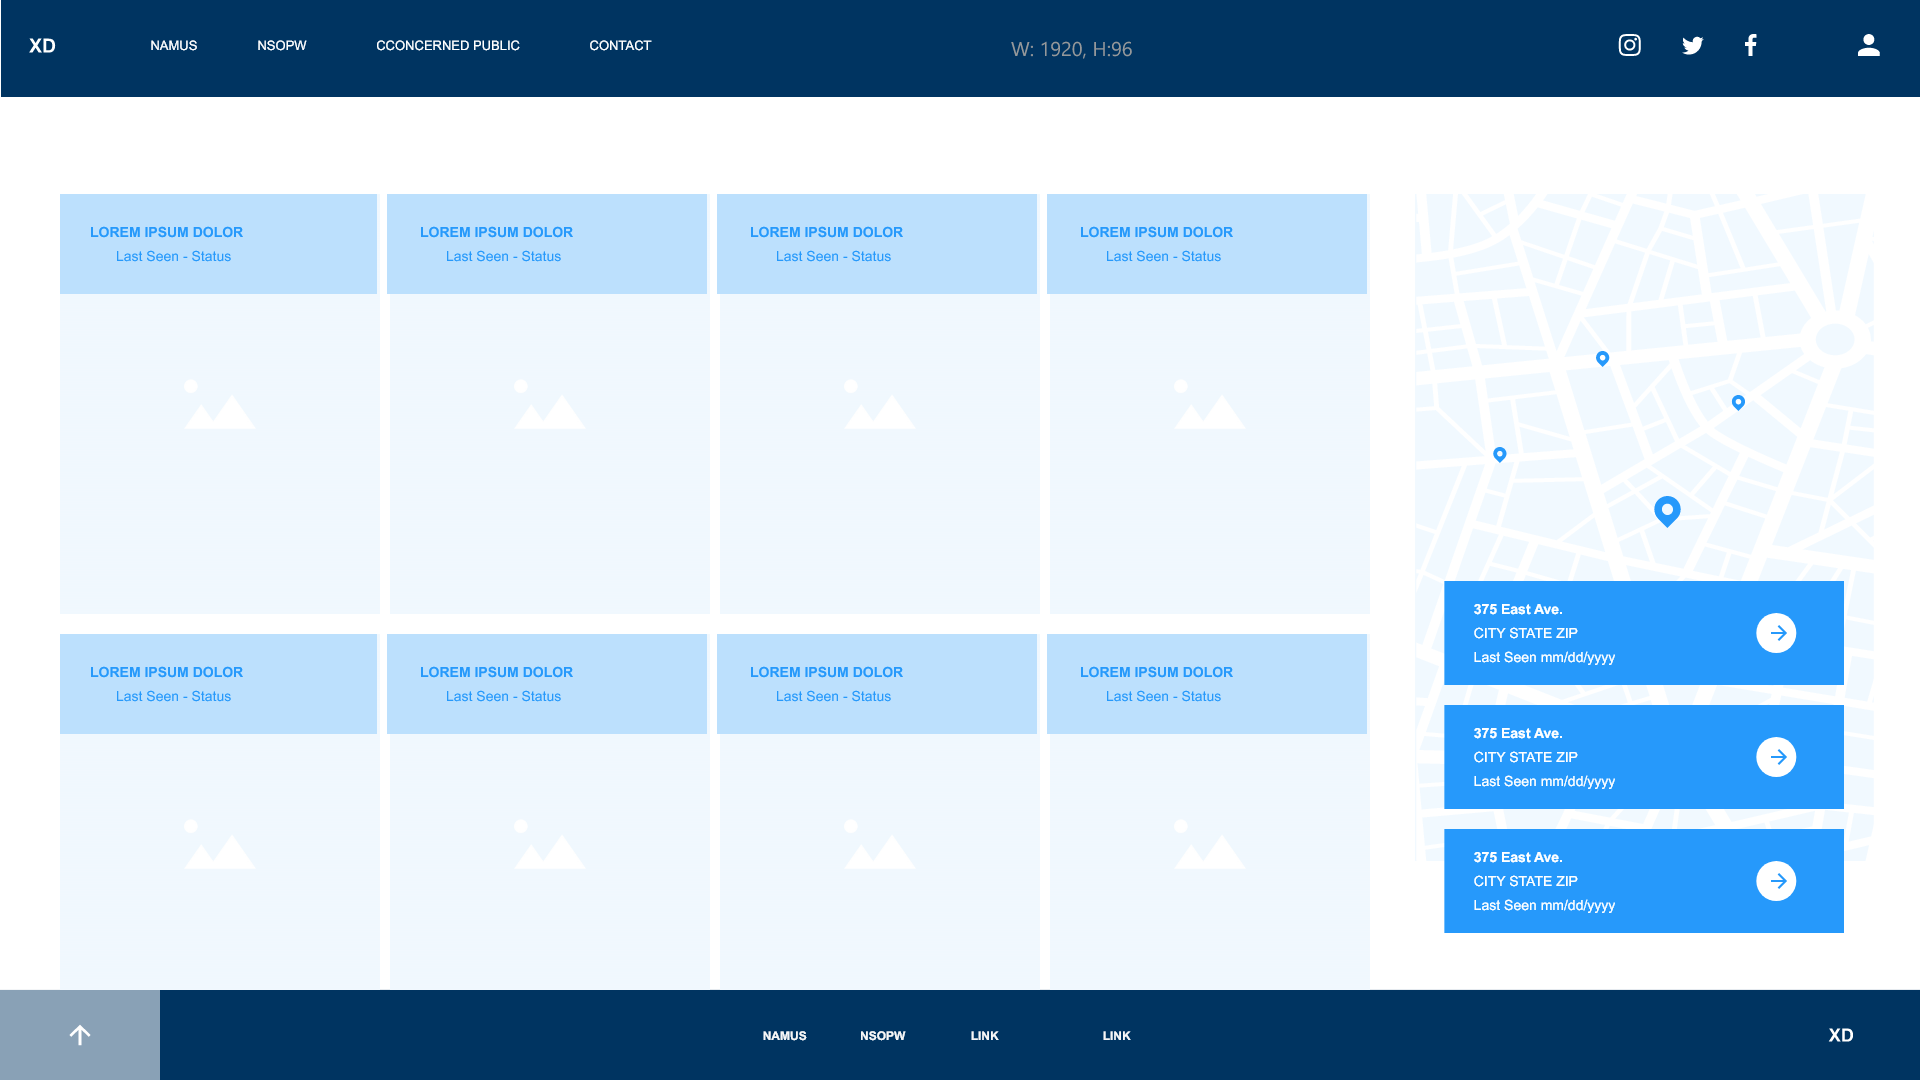 XD NAMUS NSOPW CCONCERNED PUBLIC CONTACT W: 1920, H:96
LOREM IPSUM DOLOR
Last Seen - Status
LOREM IPSUM DOLOR
Last Seen - Status
LOREM IPSUM DOLOR
Last Seen - Status
LOREM IPSUM DOLOR
Last Seen - Status
LOREM IPSUM DOLOR
Last Seen - Status
LOREM IPSUM DOLOR
Last Seen - Status
LOREM IPSUM DOLOR
Last Seen - Status
LOREM IPSUM DOLOR
Last Seen - Status
375 East Ave.
CITY STATE ZIP
Last Seen mm/dd/yyyy
375 East Ave.
CITY STATE ZIP
Last Seen mm/dd/yyyy
375 East Ave.
CITY STATE ZIP
Last Seen mm/dd/yyyy
NAMUS NSOPW LINK LINK XD